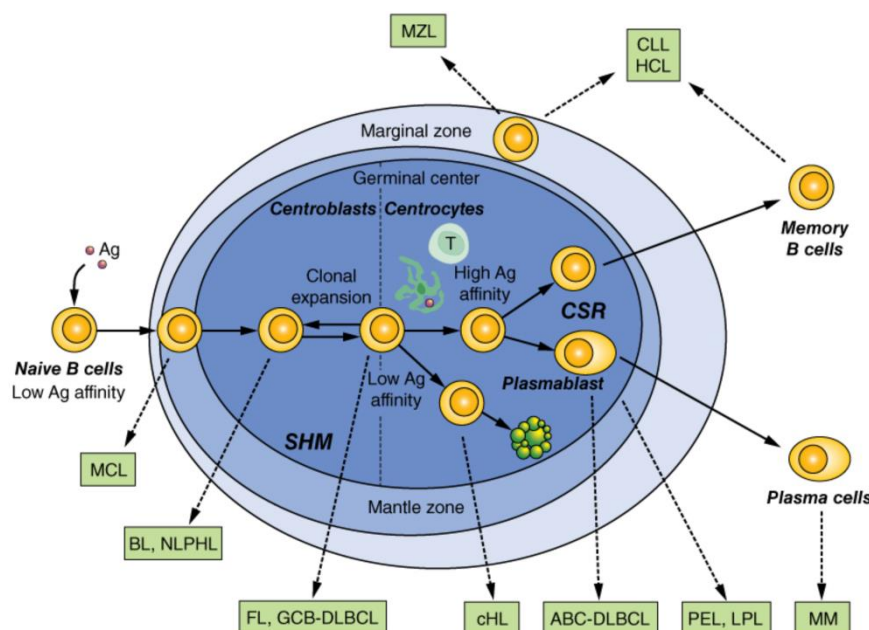 MZL
CLL
HCL
Marginal zone
Germinal center
Centroblasts Centrocytes
T
Ag
Clonal
expansion
High Ag
affinity
CSR
Memory
B cells
Naive B cells
Low Ag affinity
Low Ag
affinity
Plasmablast
SHM
MCL
Mantle zone
Plasma cells
BL, NLPHL
FL, GCB-DLBCL
cHL
ABC-DLBCL
PEL, LPL
MM